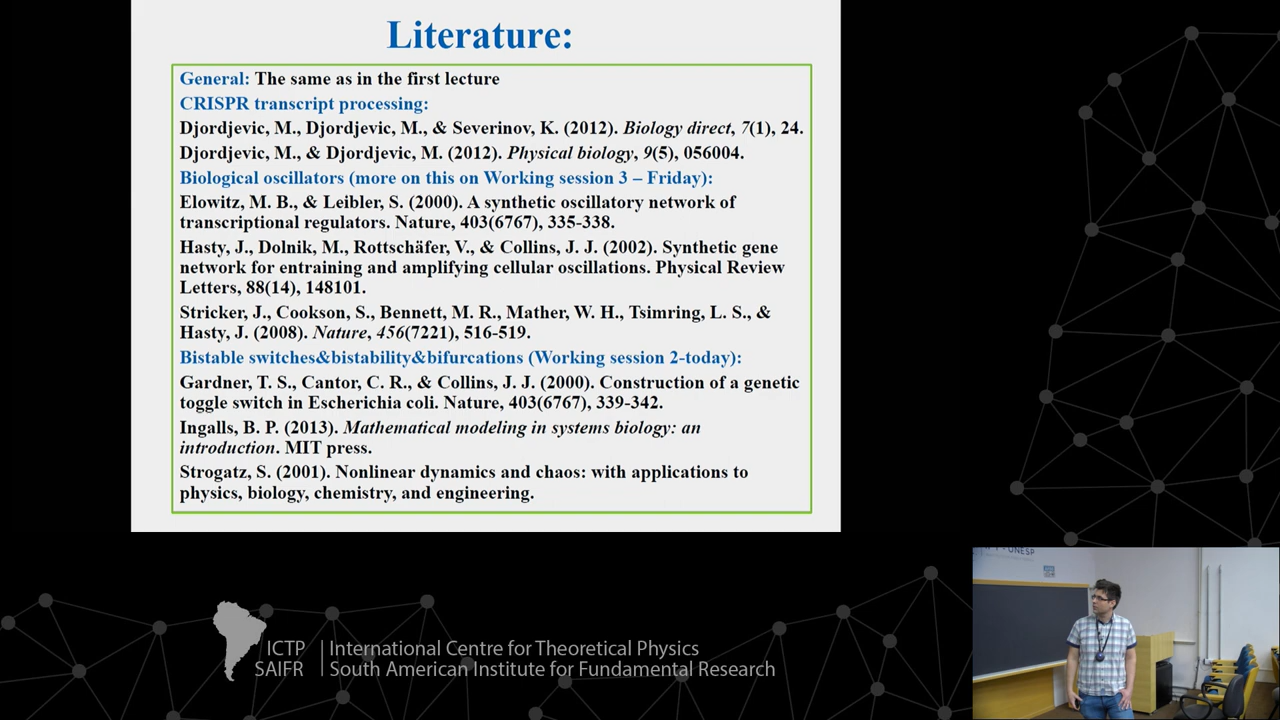 Literature:
General: The same as in the first lecture
CRISPR transcript processing:
Djordjevic, M., Djordjevic, M., & Severinov, K. (2012). Biology direct, 7(1), 24.
Djordjevic, M., & Djordjevic, M. (2012). Physical biology, 9(5), 056004.
Biological oscillators (more on this on Working session 3 – Friday):
Elowitz, M. B., & Leibler, S. (2000). A synthetic oscillatory network of
transcriptional regulators. Nature, 403(6767), 335-338.
Hasty, J., Dolnik, M., Rottschäfer, V., & Collins, J. J. (2002). Synthetic gene
network for entraining and amplifying cellular oscillations. Physical Review
Letters, 88(14), 148101.
Stricker, J., Cookson, S., Bennett, M. R., Mather, W. H., Tsimring, L. S., &
Hasty, J. (2008). Nature, 456(7221), 516-519.
Bistable switches&bistability&bifurcations (Working session 2-today):
Gardner, T. S., Cantor, C. R., & Collins, J. J. (2000). Construction of a genetic
toggle switch in Escherichia coli. Nature, 403(6767), 339-342.
Ingalls, B. P. (2013). Mathematical modeling in systems biology: an
introduction. MIT press.
Strogatz, S. (2001). Nonlinear dynamics and chaos: with applications to
physics, biology, chemistry, and engineering.
UNESP
ICTP
SAIFR
International Centre for Theoretical Physics
South American Institute for Fundamental Research